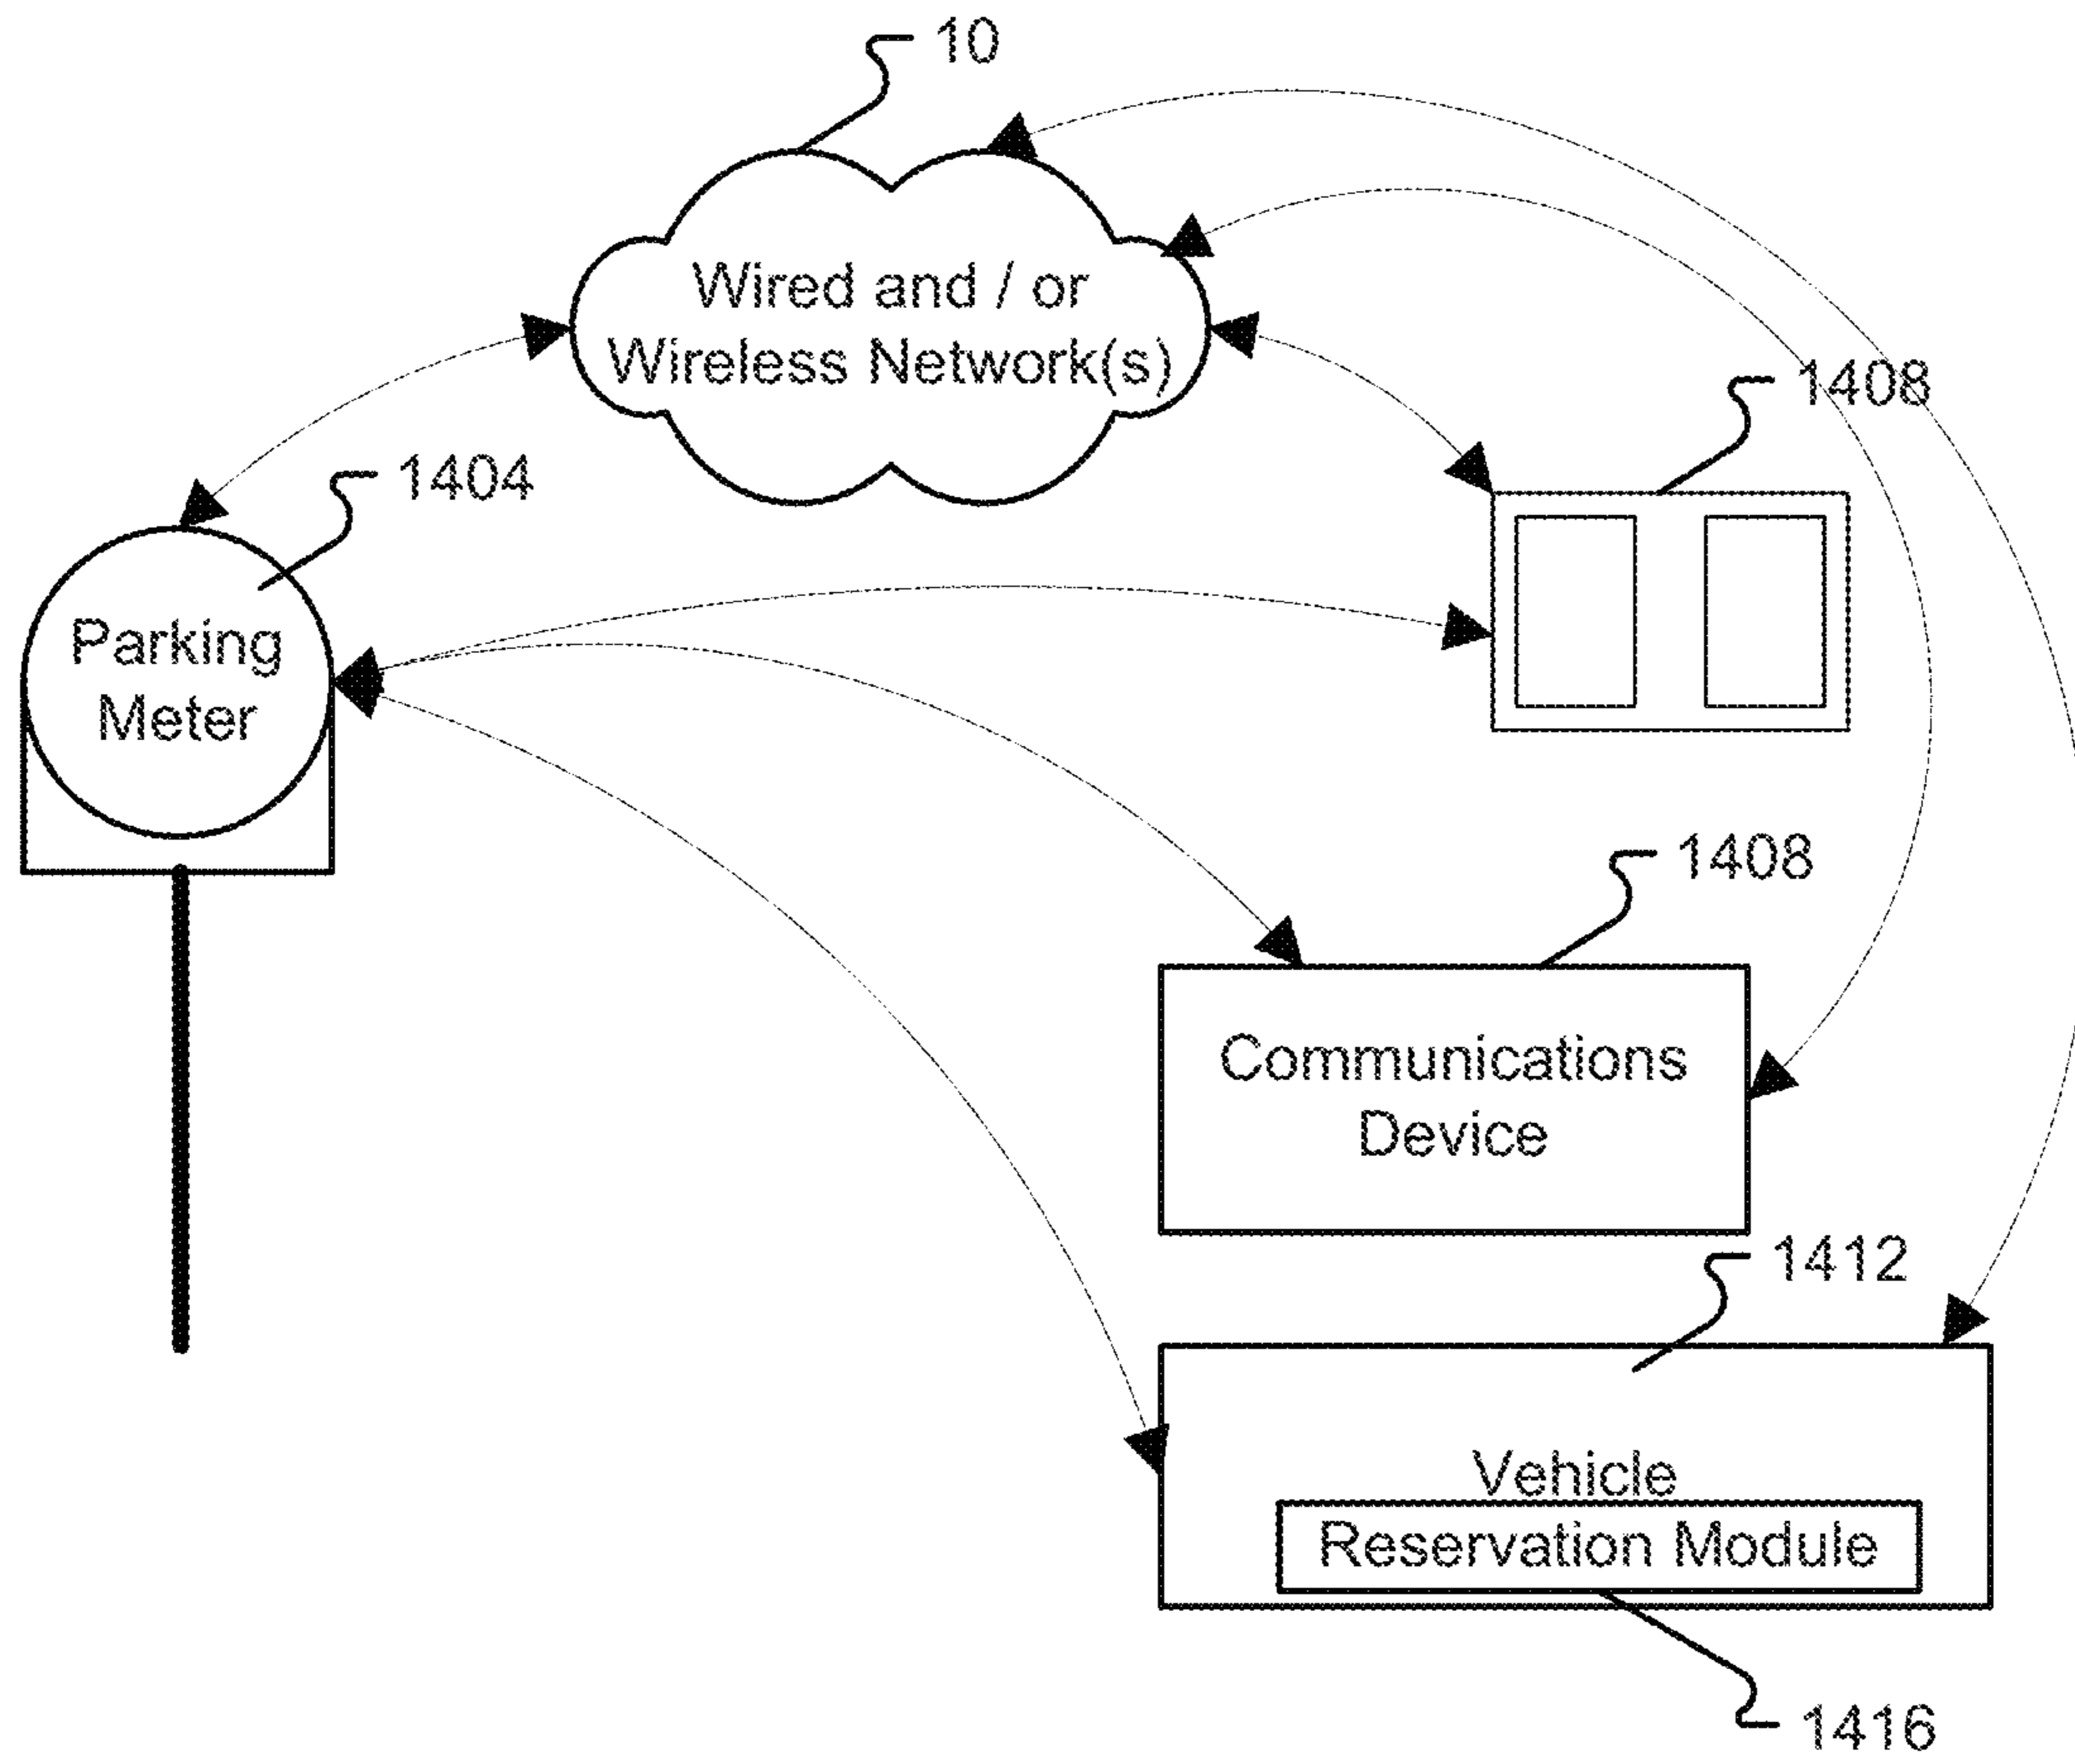 10
Wired and / or
Wireless Network(s)
1408
1404
Parking
Meter
1408
Communications
Device
1412
Vehicle
Reservation Module
1416